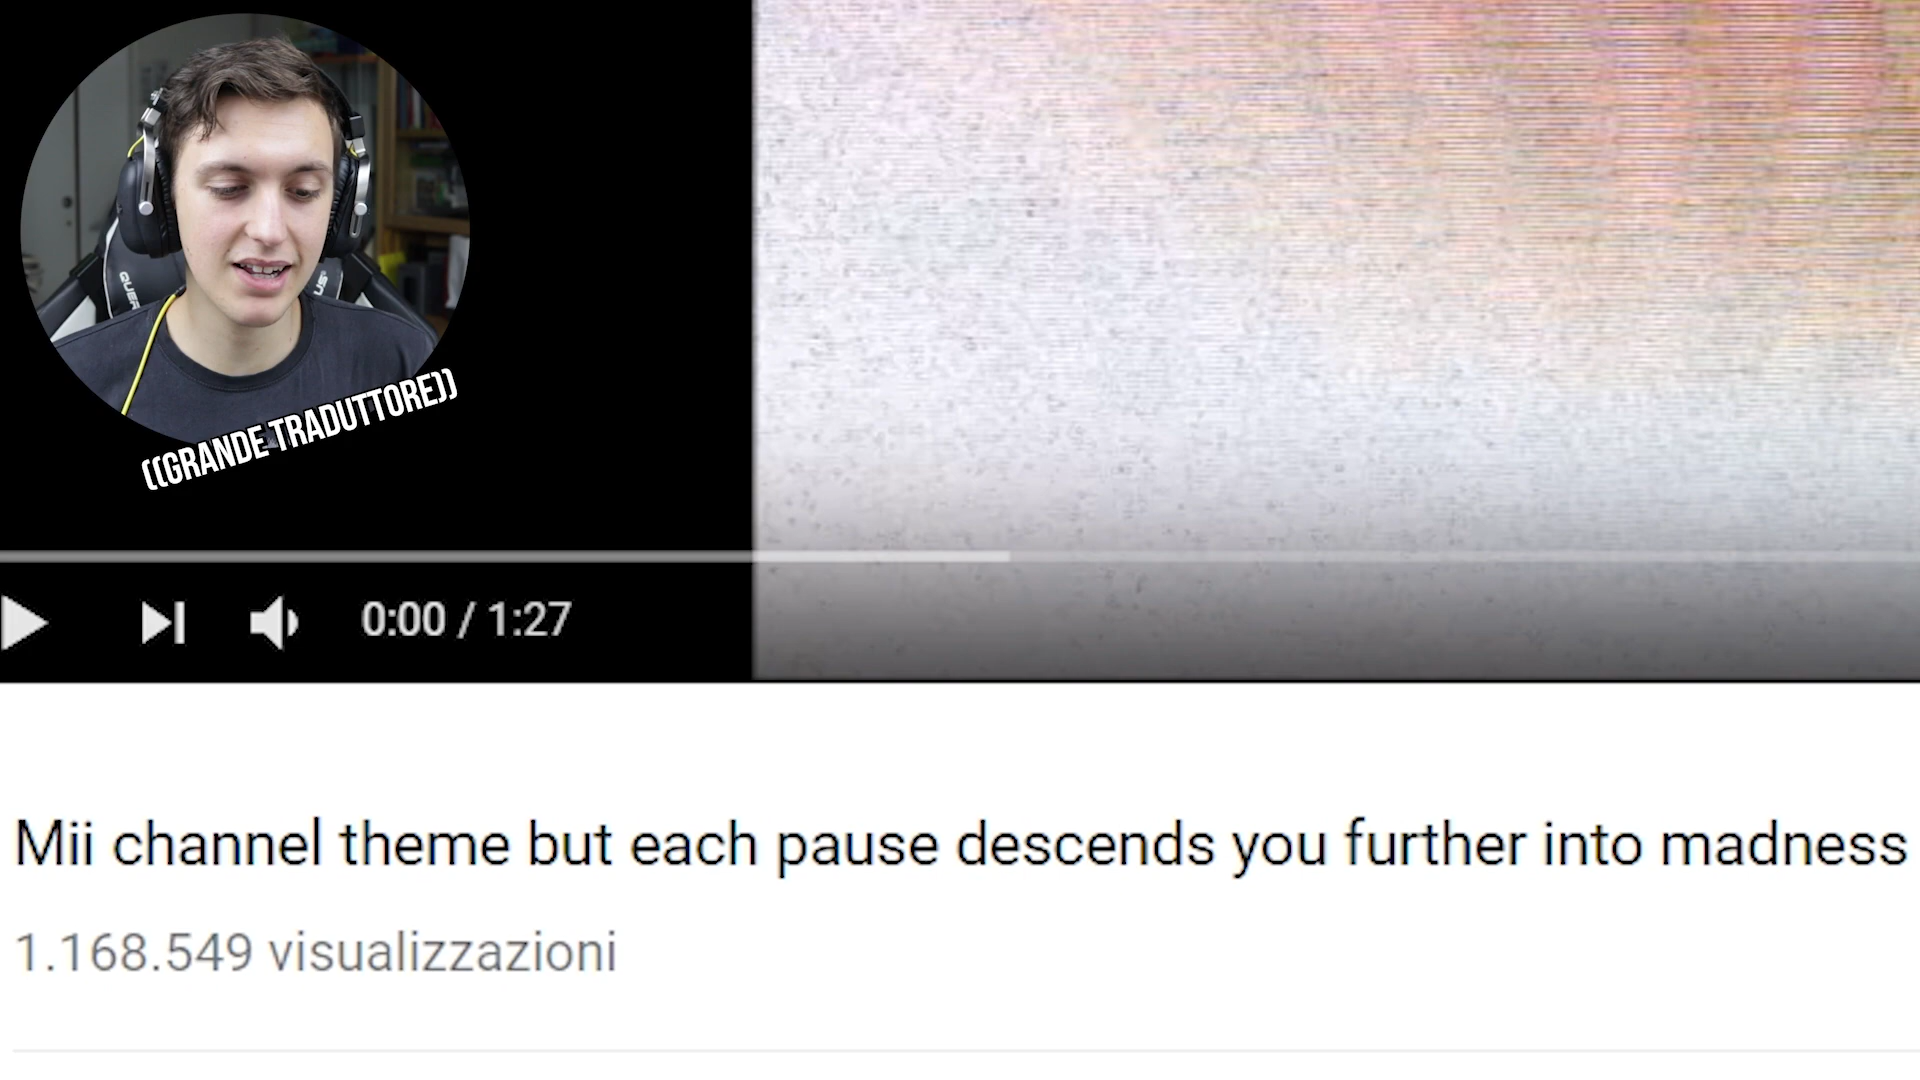 ((GRANDE TRADUTTORE))
0:00 / 1:27
Mii channel theme but each pause descends you further into madness
1.168.549 visualizzazioni